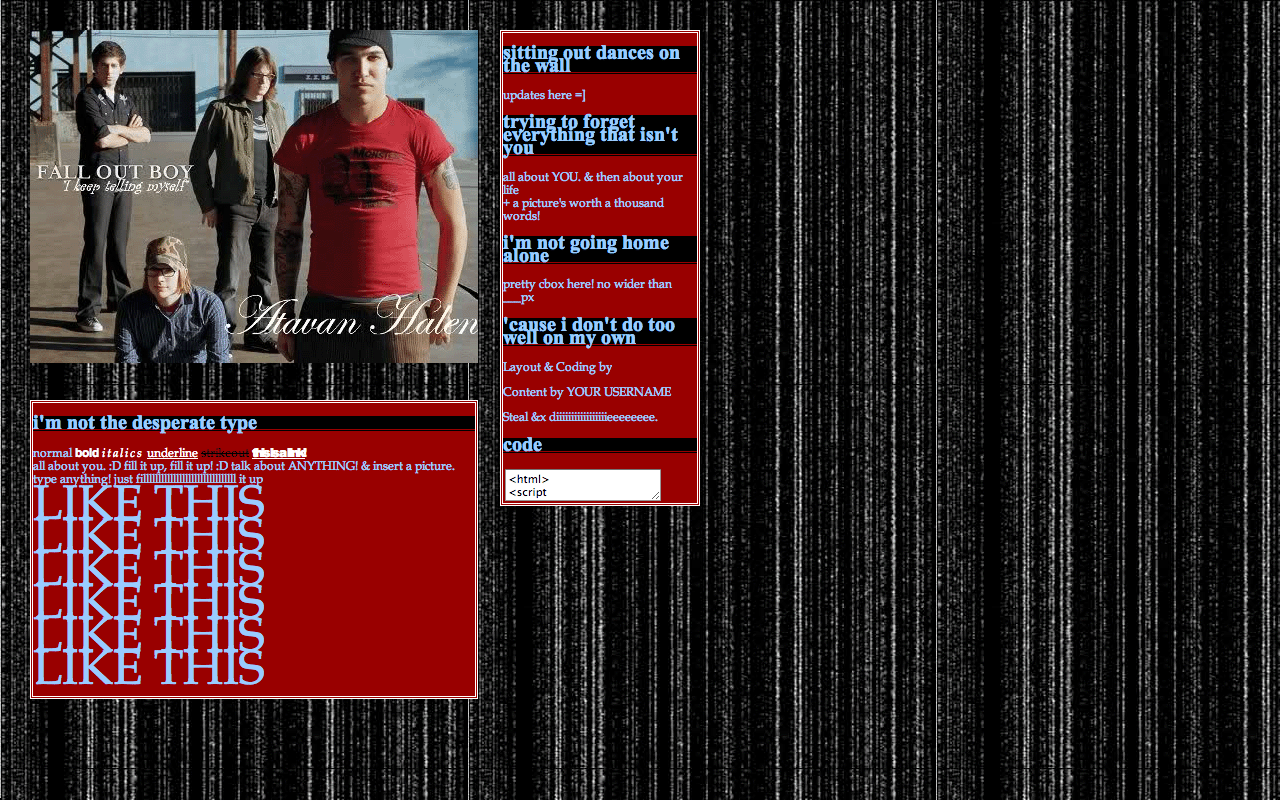 FALL OUT BOY
I keep telling myself
Atavan Halen
i'm not the desperate type
normal bold italics underline strikeout this is a link!
all about you. :D fill it up, fill it up! :D talk about ANYTHING! & insert a picture.
type anything! just it up
LIKE THIS
LIKE THIS
LIKE THIS
LIKE THIS
LIKE THIS
LIKE THIS
sitting out dances on
the wall
updates here =]
trying to forget
everything that isn't
you
all about YOU. & then about your
life
+ a picture's worth a thousand
words!
i'm not going home
alone
pretty cbox here! no wider than
___px
'cause i don't do too
well on my own
Layout & Coding by
Content by YOUR USERNAME
Steal &x
code
<html>
<script